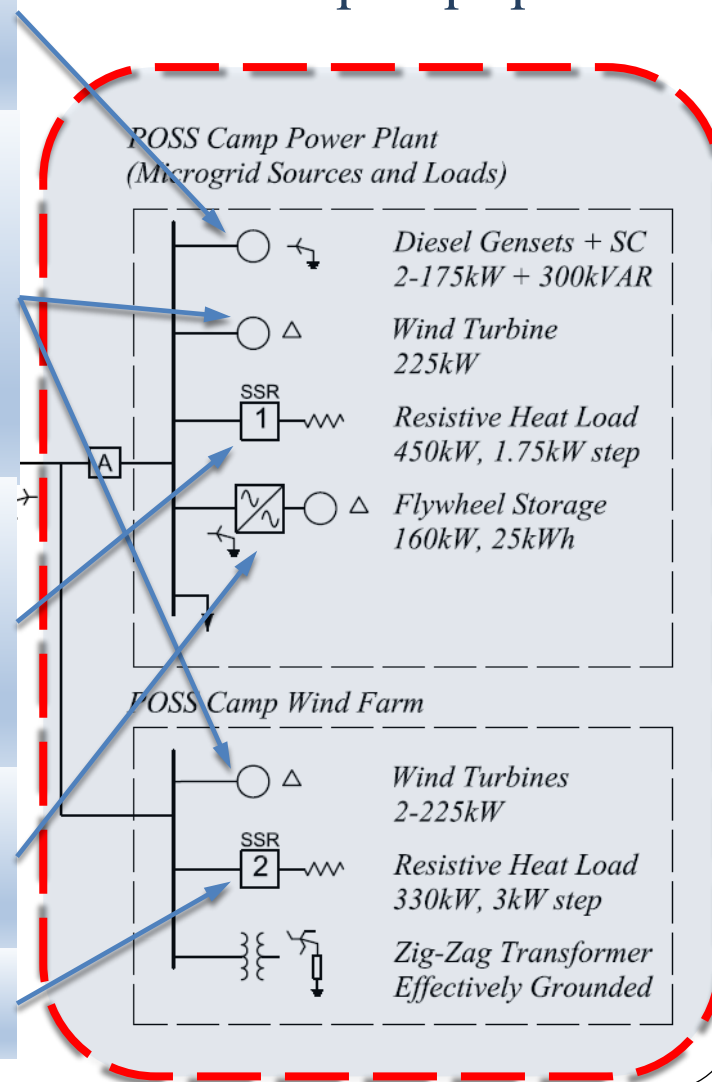 POSS Camp Power Plant
(Microgrid Sources and Loads)
Diesel Gensets + SC
2-175kW + 300kVAR
Wind Turbine
225kW
SSR
1
Resistive Heat Load
450kW, 1.75kW step
A
Flywheel Storage
160kW, 25kWh
POSS Camp Wind Farm
Wind Turbines
2-225kW
SSR
2
Resistive Heat Load
330kW, 3kW step
Zig-Zag Transformer
Effectively Grounded